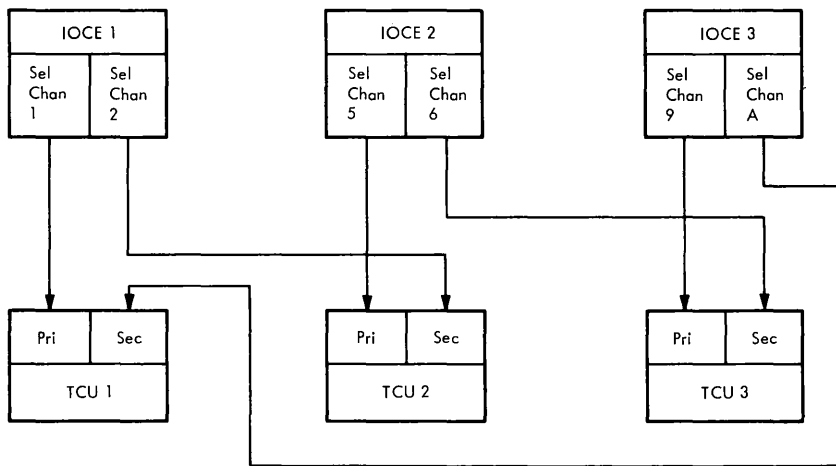 IOCE 1
Sel
Chan
1
Sel
Chan
2
IOCE 2
Sel
Chan
5
Sel
Chan
6
IOCE 3
Sel
Chan
9
Sel
Chan
A
Pri
Sec
TCU 1
Pri
Sec
TCU 2
Pri
Sec
TCU 3